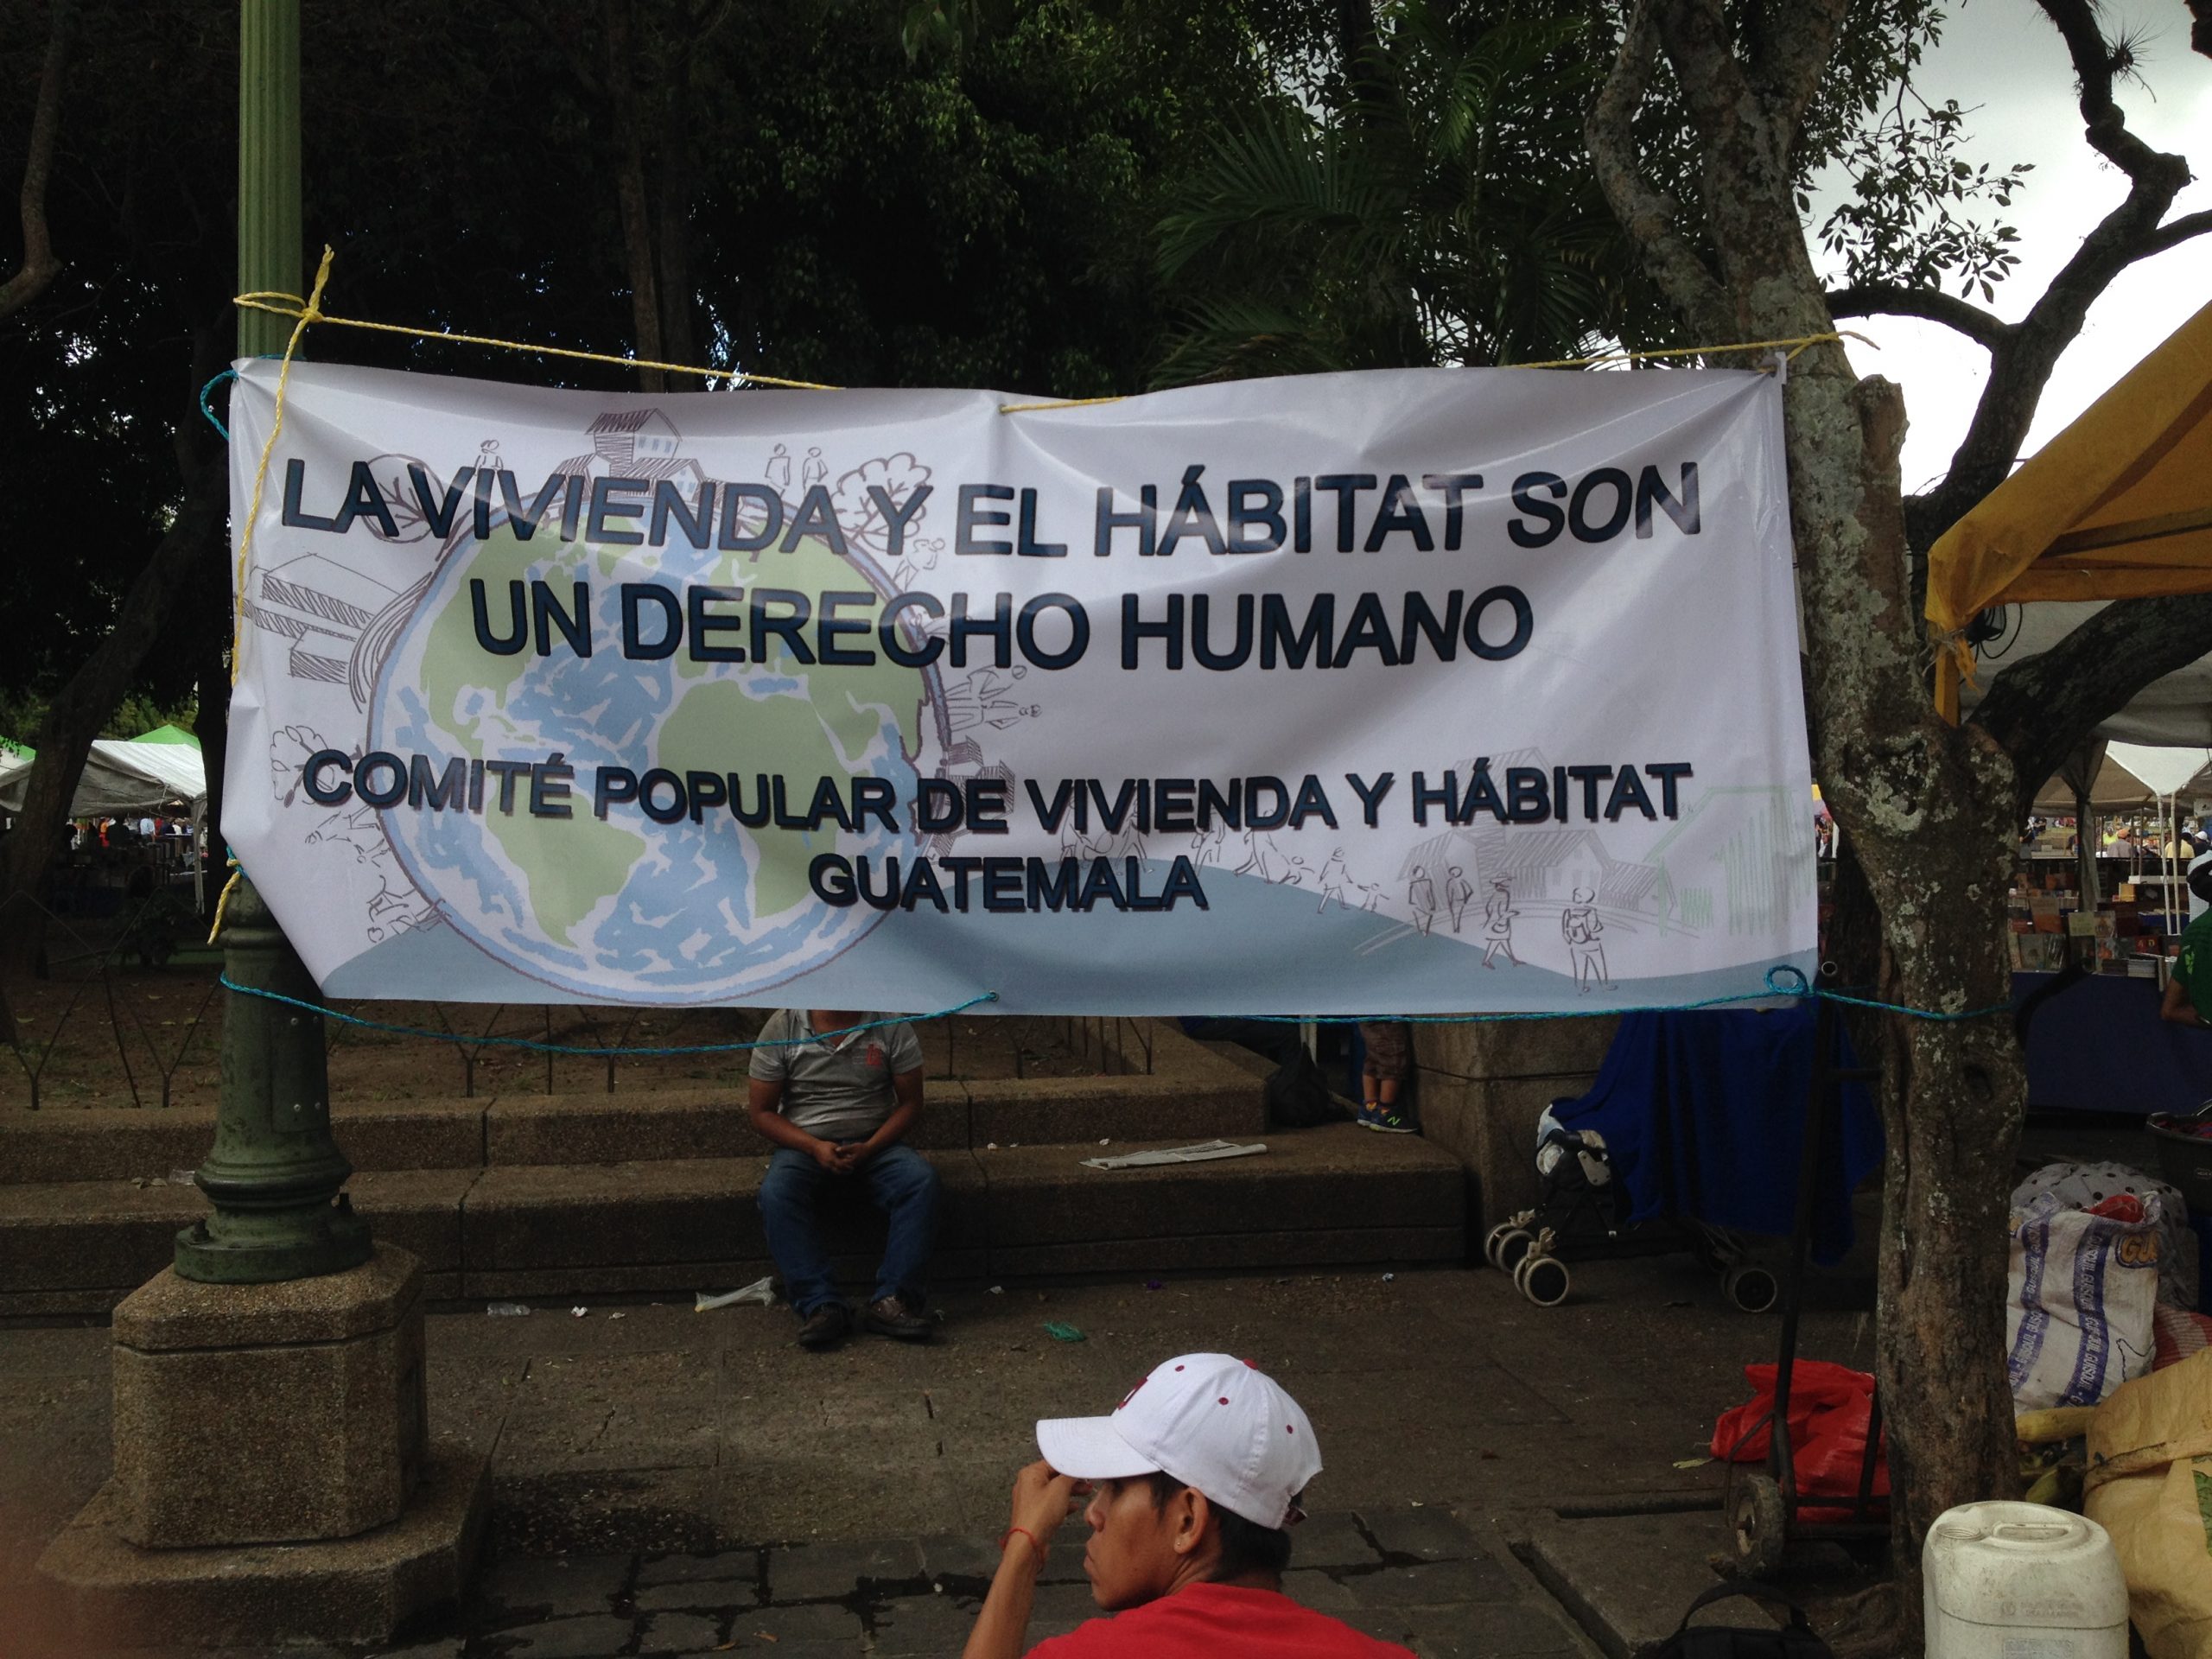 LA VIVIENDA Y EL HÁBITAT SON
UN DERECHO HUMANO
COMITÉ POPULAR DE VIVIENDA Y HÁBITAT
GUATEMALA